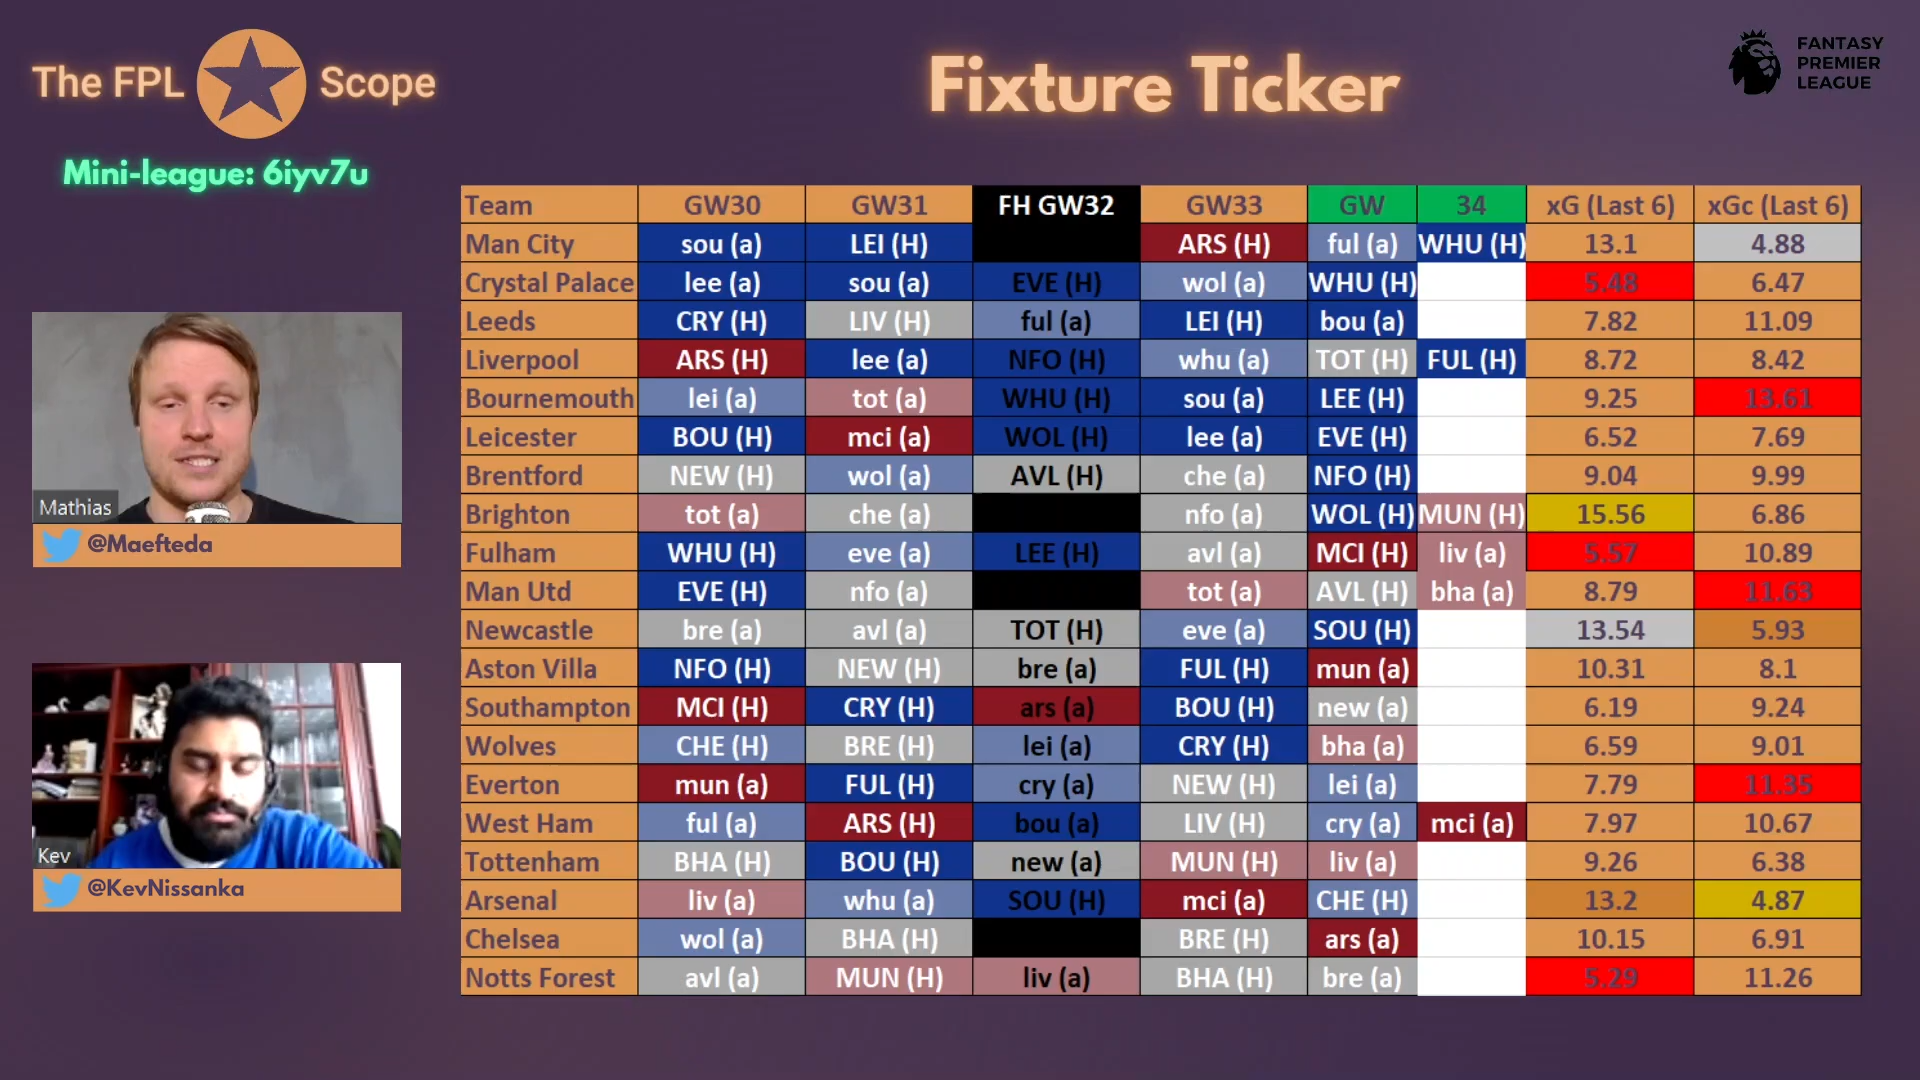 The FPL Scope
Mini-league: 6iyv7u
Fixture Ticker
FANTASY
PREMIER
LEAGUE
Mathias
@Maefteda
Kev
@KevNissanka
Team GW30 GW31 FH GW32 GW33 GW 34 xG (Last 6) xGc (Last 6)
Man City sou (a) LEI (H) ARS (H) ful (a) WHU (H) 13.1 4.88
Crystal Palace lee (a) sou (a) EVE (H) wol (a) WHU (H) 5.48 6.47
Leeds CRY (H) LIV (H) ful (a) LEI (H) bou (a) 7.82 11.09
Liverpool ARS (H) lee (a) NFO (H) whu (a) TOT (H) FUL (H) 8.72 8.42
Bournemouth lei (a) tot (a) WHU (H) sou (a) LEE (H) 9.25 13.61
Leicester BOU (H) mci (a) WOL (H) lee (a) EVE (H) 6.52 7.69
Brentford NEW (H) wol (a) AVL (H) che (a) NFO (H) 9.04 9.99
Brighton tot (a) che (a) nfo (a) WOL (H) MUN (H) 15.56 6.86
Fulham WHU (H) eve (a) LEE (H) avl (a) MCI (H) liv (a) 5.57 10.89
Man Utd EVE (H) nfo (a) tot (a) AVL (H) bha (a) 8.79 11.63
Newcastle bre (a) avl (a) TOT (H) eve (a) SOU (H) 13.54 5.93
Aston Villa NFO (H) NEW (H) bre (a) FUL (H) mun (a) 10.31 8.1
Southampton MCI (H) CRY (H) ars (a) BOU (H) new (a) 6.19 9.24
Wolves CHE (H) BRE (H) lei (a) CRY (H) bha (a) 6.59 9.01
Everton mun (a) FUL (H) cry (a) NEW (H) lei (a) 7.79 11.35
West Ham ful (a) ARS (H) bou (a) LIV (H) cry (a) mci (a) 7.97 10.67
Tottenham BHA (H) BOU (H) new (a) MUN (H) liv (a) 9.26 6.38
Arsenal liv (a) whu (a) SOU (H) mci (a) CHE (H) 13.2 4.87
Chelsea wol (a) BHA (H) BRE (H) ars (a) 10.15 6.91
Notts Forest avl (a) MUN (H) liv (a) BHA (H) bre (a) 5.29 11.26